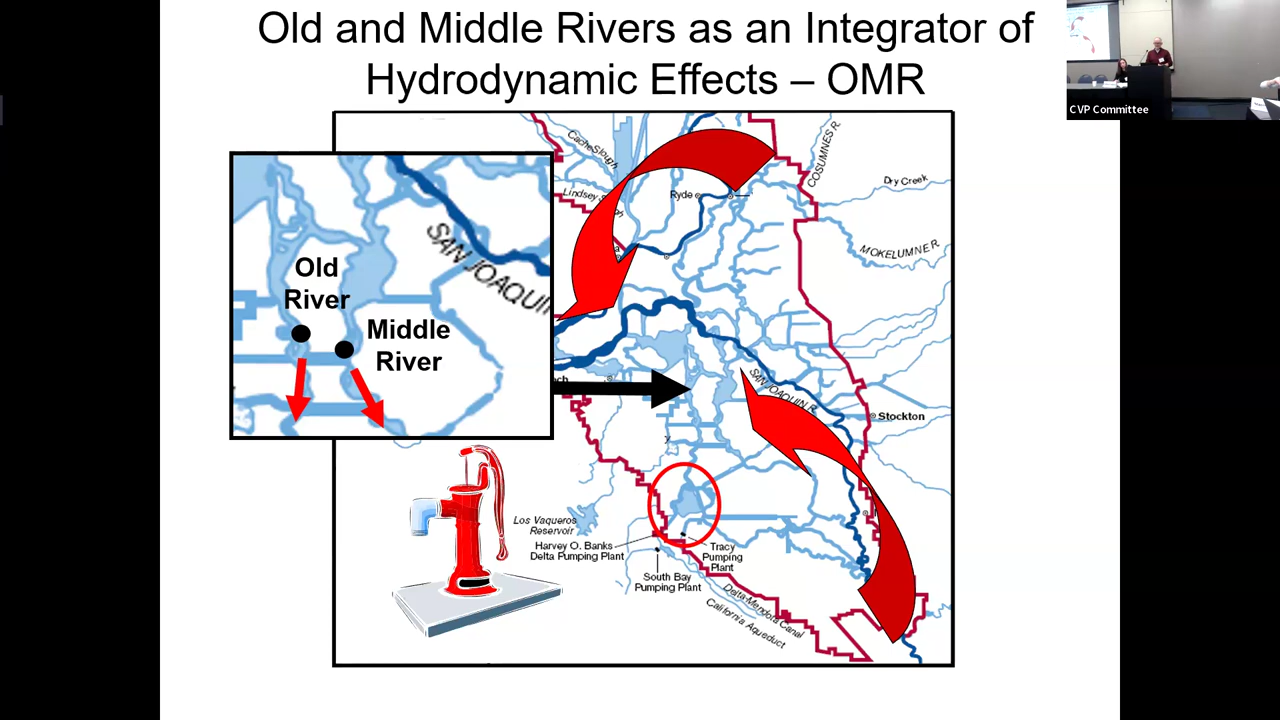 Old and Middle Rivers as an Integrator of
Hydrodynamic Effects – OMR
CVP Committee
Cache Slough
COSUMNES R.
Dry Creek
Lindsey
Ryde
MOKELUMNE R.
SAN JOAQUIN
Old
River
Middle
River
SAN JOAQUIN R.
Stockton
Los Vaqueros
Reservoir
Harvey O. Banks
Delta Pumping Plant
Tracy
Pumping
Plant
South Bay
Pumping Plant
Delta-Mendota Canal
California Aqueduct